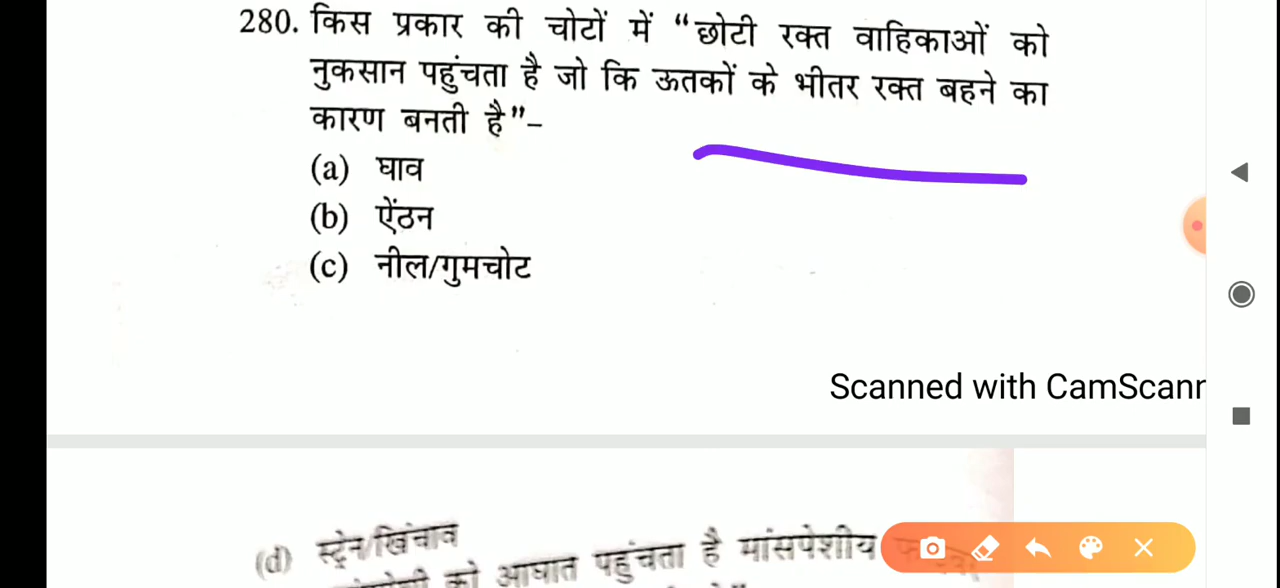 280. किस प्रकार की चोटों में “छोटी रक्त वाहिकाओं को
नुकसान पहुंचता है जो कि ऊतकों के भीतर रक्त बहने का
कारण बनती है”–
(a) घाव
(b) ऐंठन
(c) नील/गुमचोट
Scanned with CamScanr
(d) स्ट्रेन/खिंचाव
को आघात पहुंचता है मांसपेशीय